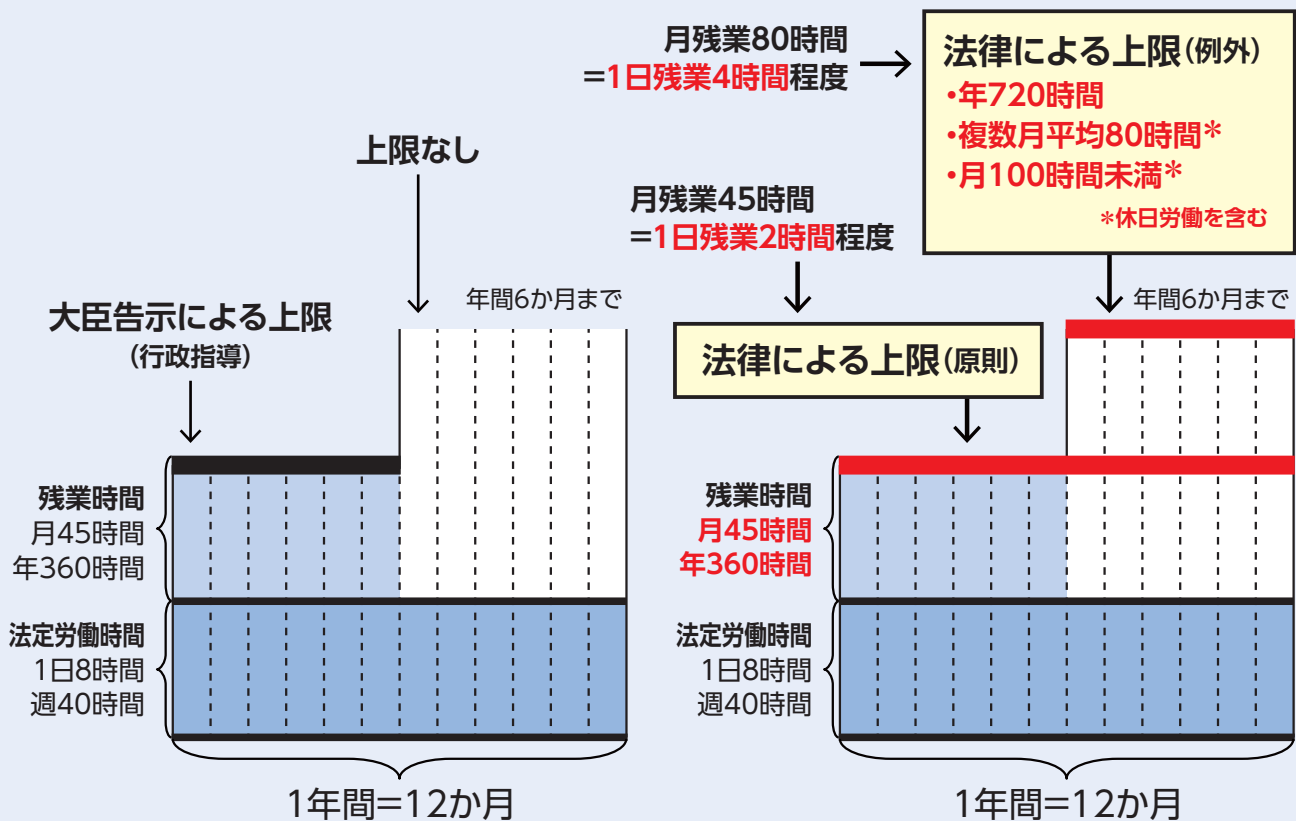 上限なし
年間6か月まで
大臣告示による上限
(行政指導)
残業時間
月45時間
年360時間
法定労働時間
1日8時間
週40時間
1年間=12か月
月残業80時間
=1日残業4時間程度
法律による上限(例外)
・年720時間
・複数月平均80時間*
・月100時間未満*
*休日労働を含む
月残業45時間
=1日残業2時間程度
年間6か月まで
法律による上限(原則)
残業時間
月45時間
年360時間
法定労働時間
1日8時間
週40時間
1年間=12か月